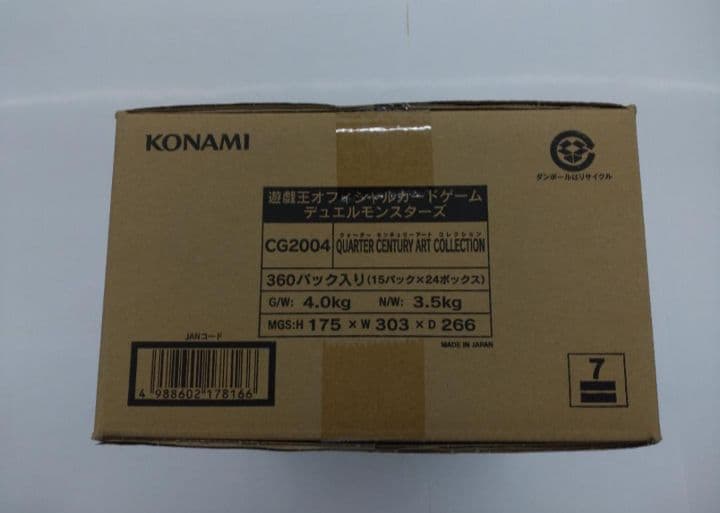 KONAMI
ダンボールはリサイクル
遊戯王オフィシャルカードゲーム
デュエルモンスターズ
クォーター センチュリーアート コレクション
CG2004 QUARTER CENTURY ART COLLECTION
360パック入り(15パック×24ボックス)
G/W: 4.0kg N/W: 3.5kg
MGS:H 175 × W 303 × D 266
MADE IN JAPAN
JANコード
4 988602 178166
7